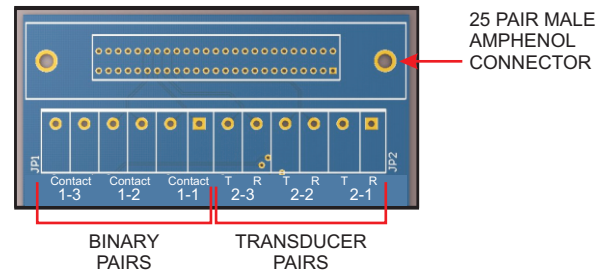 25 PAIR MALE
AMPHENOL
CONNECTOR
JP1
JP2
Contact Contact Contact T R T R T R
1-3 1-2 1-1 2-3 2-2 2-1
BINARY
PAIRS
TRANSDUCER
PAIRS